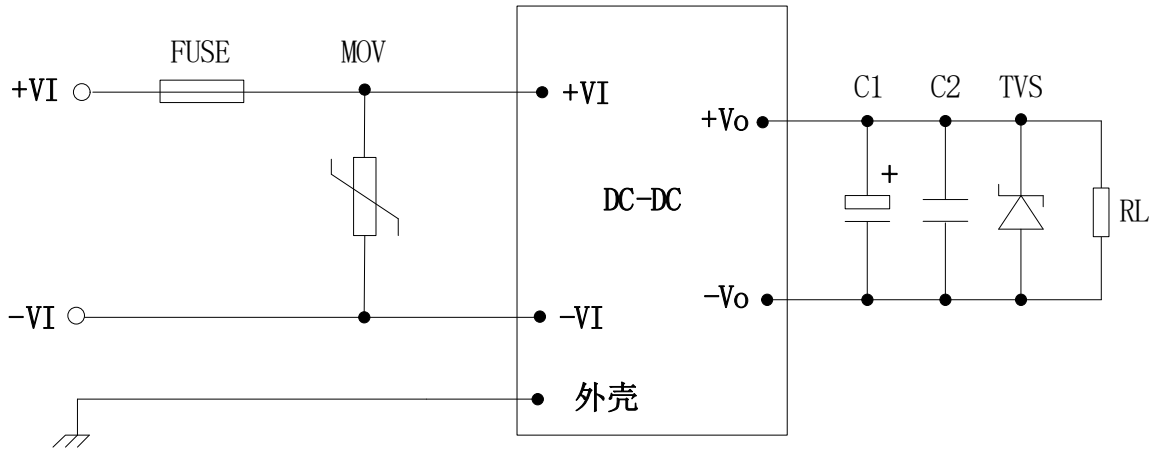 FUSE
MOV
+VI
+VI
C1
C2
TVS
+Vo
+
DC-DC
RL
-Vo
-VI
-VI
外壳